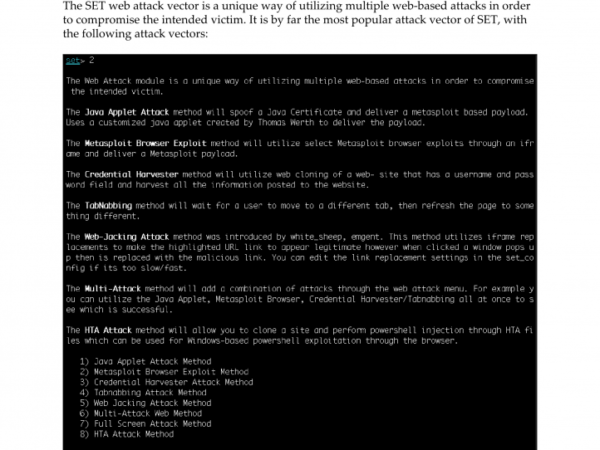 The SET web attack vector is a unique way of utilizing multiple web-based attacks in order
to compromise the intended victim. It is by far the most popular attack vector of SET, with
the following attack vectors:
set> 2
The Web Attack module is a unique way of utilizing multiple web-based attacks in order to compromise
the intended victim.
The Java Applet Attack method will spoof a Java Certificate and deliver a metasploit based payload.
Uses a customized java applet created by Thomas Werth to deliver the payload.
The Metasploit Browser Exploit method will utilize select Metasploit browser exploits through an ifr
ame and deliver a Metasploit payload.
The Credential Harvester method will utilize web cloning of a web- site that has a username and pass
word field and harvest all the information posted to the website.
The TabNabbing method will wait for a user to move to a different tab, then refresh the page to some
thing different.
The Web-Jacking Attack method was introduced by white_sheep, emgent. This method utilizes iframe rep
lacements to make the highlighted URL link to appear legitimate however when clicked a window pops u
p then is replaced with the malicious link. You can edit the link replacement settings in the set_co
nfig if its too slow/fast.
The Multi-Attack method will add a combination of attacks through the web attack menu. For example y
ou can utilize the Java Applet, Metasploit Browser, Credential Harvester/Tabnabbing all at once to s
ee which is successful.
The HTA Attack method will allow you to clone a site and perform powershell injection through HTA fi
les which can be used for Windows-based powershell exploitation through the browser.
1) Java Applet Attack Method
2) Metasploit Browser Exploit Method
3) Credential Harvester Attack Method
4) Tabnabbing Attack Method
5) Web Jacking Attack Method
6) Multi-Attack Web Method
7) Full Screen Attack Method
8) HTA Attack Method